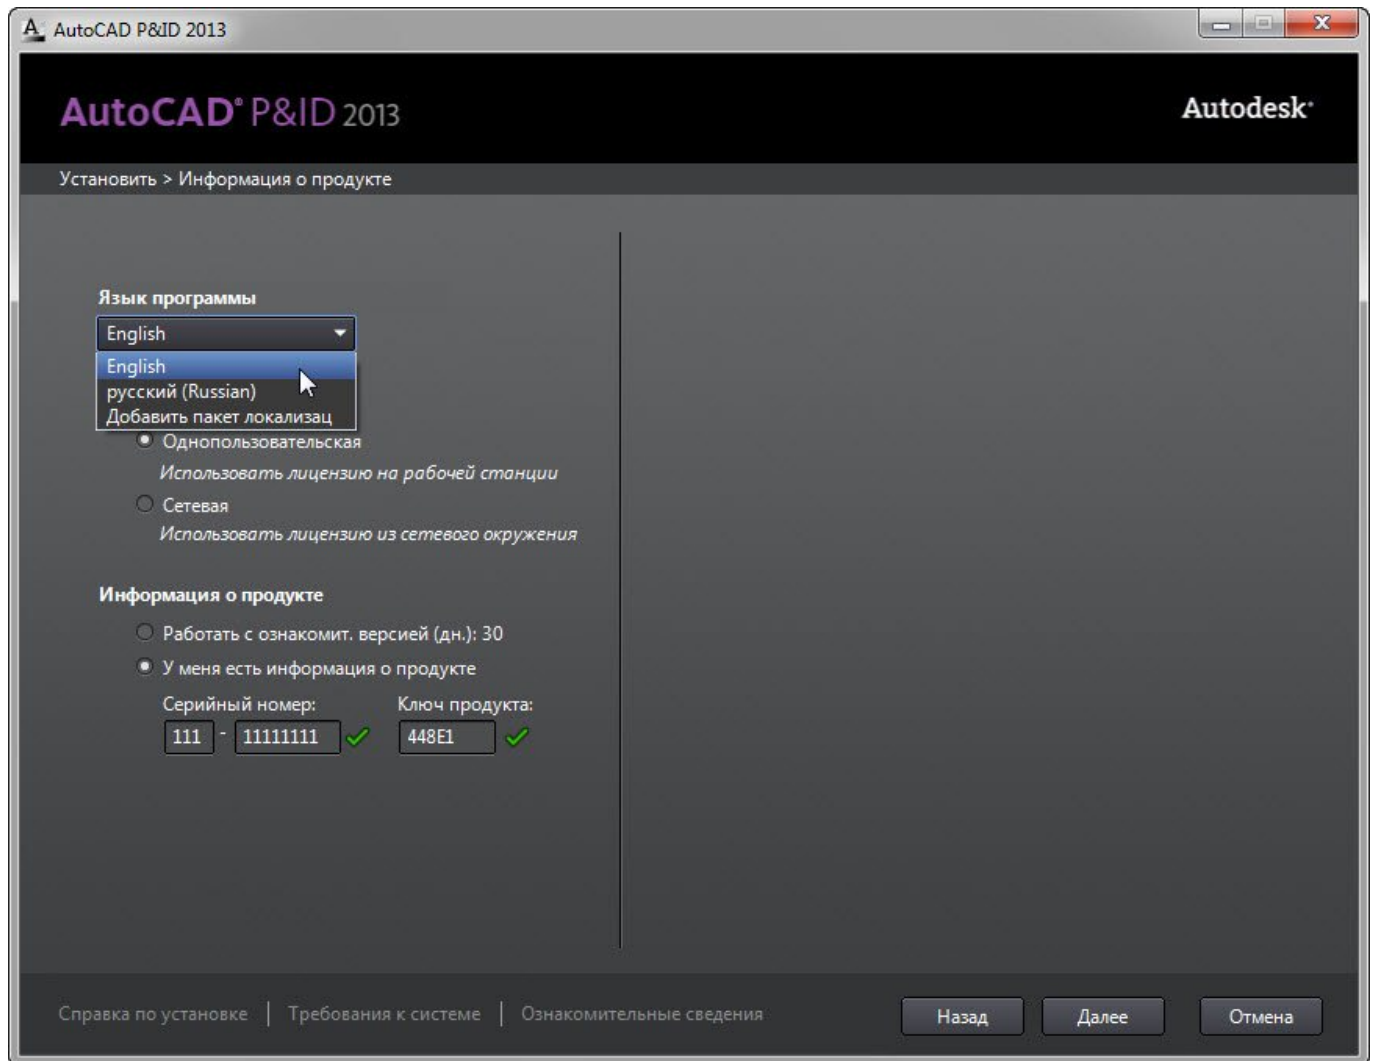 AutoCAD P&ID 2013
AutoCAD® P&ID 2013
Autodesk®
Установить > Информация о продукте
Язык программы
English
English
русский (Russian)
Добавить пакет локализац
Однопользовательская
Использовать лицензию на рабочей станции
Сетевая
Использовать лицензию из сетевого окружения
Информация о продукте
Работать с ознакомит. версией (дн.): 30
У меня есть информация о продукте
Серийный номер: Ключ продукта:
111 - 11111111 448E1
Справка по установке | Требования к системе | Ознакомительные сведения
Назад Далее Отмена